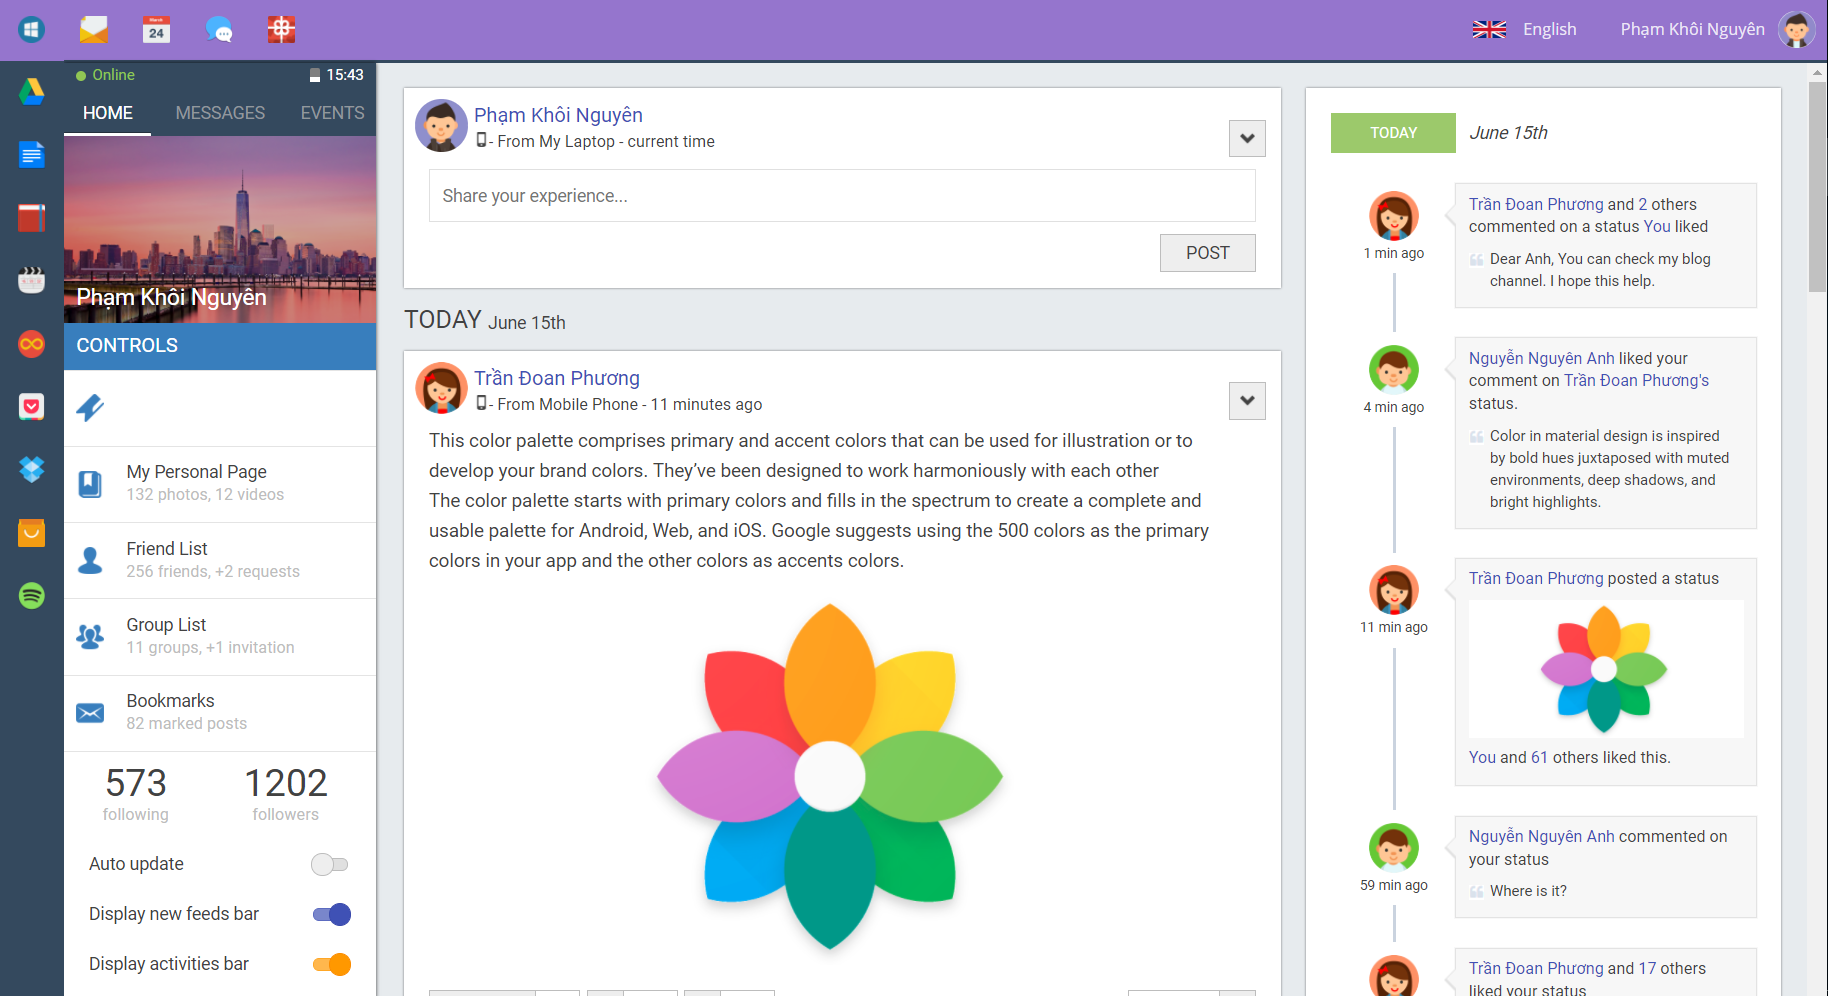 March
24
English
Phạm Khôi Nguyên
Online
15:43
HOME
MESSAGES
EVENTS
Phạm Khôi Nguyên
CONTROLS
My Personal Page
132 photos, 12 videos
Friend List
256 friends, +2 requests
Group List
11 groups, +1 invitation
Bookmarks
82 marked posts
573
following
1202
followers
Auto update
Display new feeds bar
Display activities bar
Phạm Khôi Nguyên
- From My Laptop - current time
Share your experience...
POST
TODAY June 15th
Trần Đoan Phương
- From Mobile Phone - 11 minutes ago
This color palette comprises primary and accent colors that can be used for illustration or to
develop your brand colors. They’ve been designed to work harmoniously with each other
The color palette starts with primary colors and fills in the spectrum to create a complete and
usable palette for Android, Web, and iOS. Google suggests using the 500 colors as the primary
colors in your app and the other colors as accents colors.
TODAY
June 15th
1 min ago
Trần Đoan Phương and 2 others
commented on a status You liked
Dear Anh, You can check my blog
channel. I hope this help.
4 min ago
Nguyễn Nguyên Anh liked your
comment on Trần Đoan Phương's
status.
Color in material design is inspired
by bold hues juxtaposed with muted
environments, deep shadows, and
bright highlights.
11 min ago
Trần Đoan Phương posted a status
You and 61 others liked this.
59 min ago
Nguyễn Nguyên Anh commented on
your status
Where is it?
Trần Đoan Phương and 17 others
liked your status